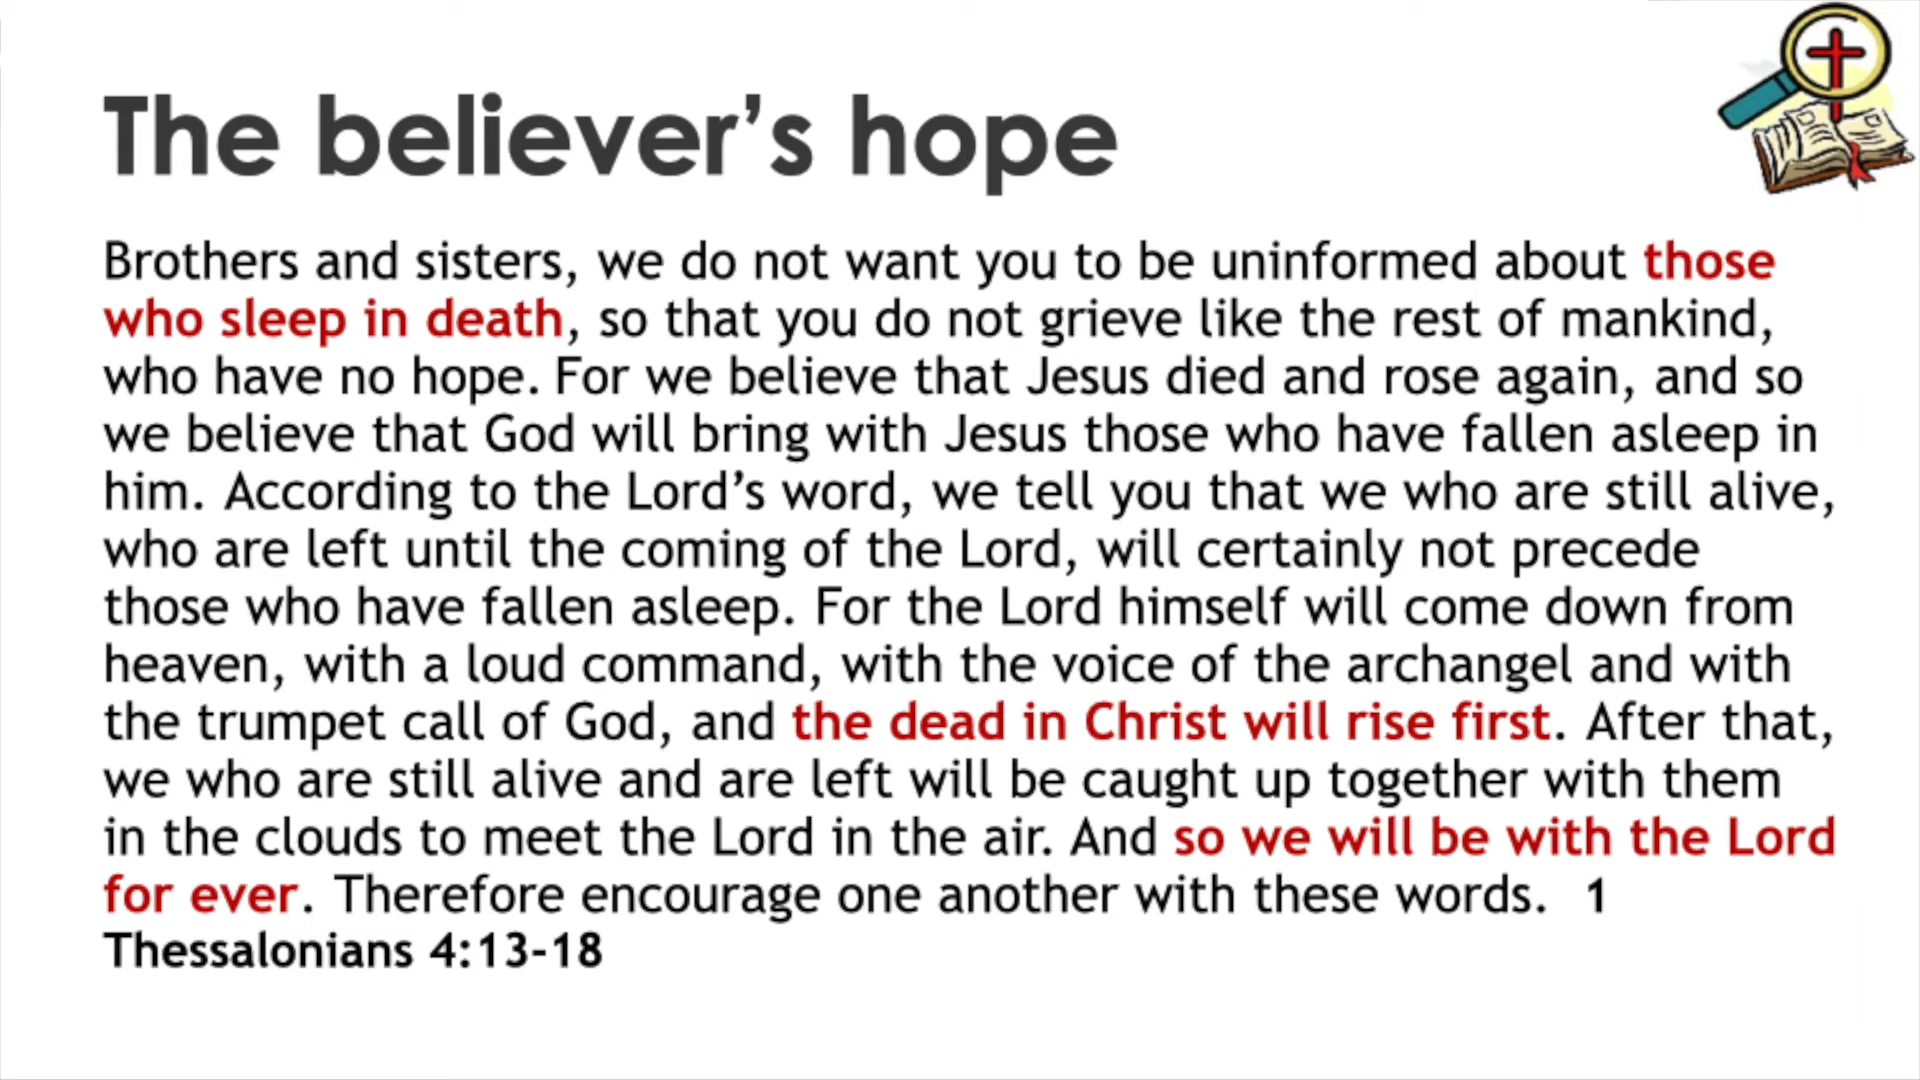 The believer’s hope
Brothers and sisters, we do not want you to be uninformed about those
who sleep in death, so that you do not grieve like the rest of mankind,
who have no hope. For we believe that Jesus died and rose again, and so
we believe that God will bring with Jesus those who have fallen asleep in
him. According to the Lord’s word, we tell you that we who are still alive,
who are left until the coming of the Lord, will certainly not precede
those who have fallen asleep. For the Lord himself will come down from
heaven, with a loud command, with the voice of the archangel and with
the trumpet call of God, and the dead in Christ will rise first. After that,
we who are still alive and are left will be caught up together with them
in the clouds to meet the Lord in the air. And so we will be with the Lord
for ever. Therefore encourage one another with these words. 1
Thessalonians 4:13-18